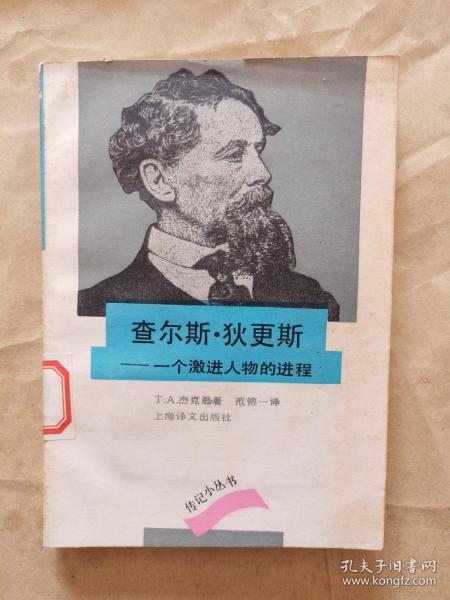 查尔斯·狄更斯
——一个激进人物的进程
T.A.杰克逊著 范德一译
上海译文出版社
传记小丛书
孔夫子旧书网
www.kongfz.com